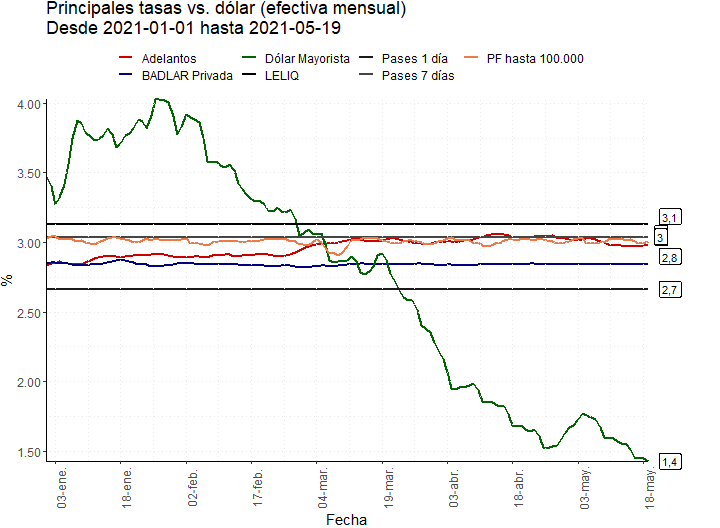 Principales tasas vs. dólar (efectiva mensual)
Desde 2021-01-01 hasta 2021-05-19
Adelantos
Dólar Mayorista
Pases 1 día
PF hasta 100.000
BADLAR Privada
LELIQ
Pases 7 días
%
4.00
3.50
3.00
2.50
2.00
1.50
3,1
3
2,8
2,7
1,4
03-ene.
18-ene.
02-feb.
17-feb.
04-mar.
19-mar.
03-abr.
18-abr.
03-may.
18-may.
Fecha